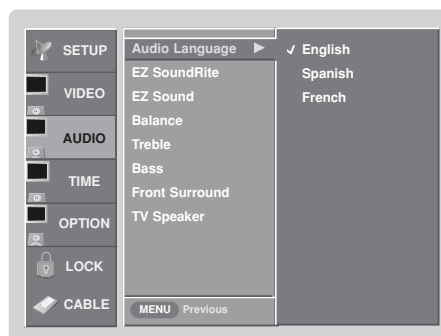 SETUP
VIDEO
AUDIO
TIME
OPTION
LOCK
CABLE
Audio Language ▶
EZ SoundRite
EZ Sound
Balance
Treble
Bass
Front Surround
TV Speaker
MENU Previous
✓ English
Spanish
French